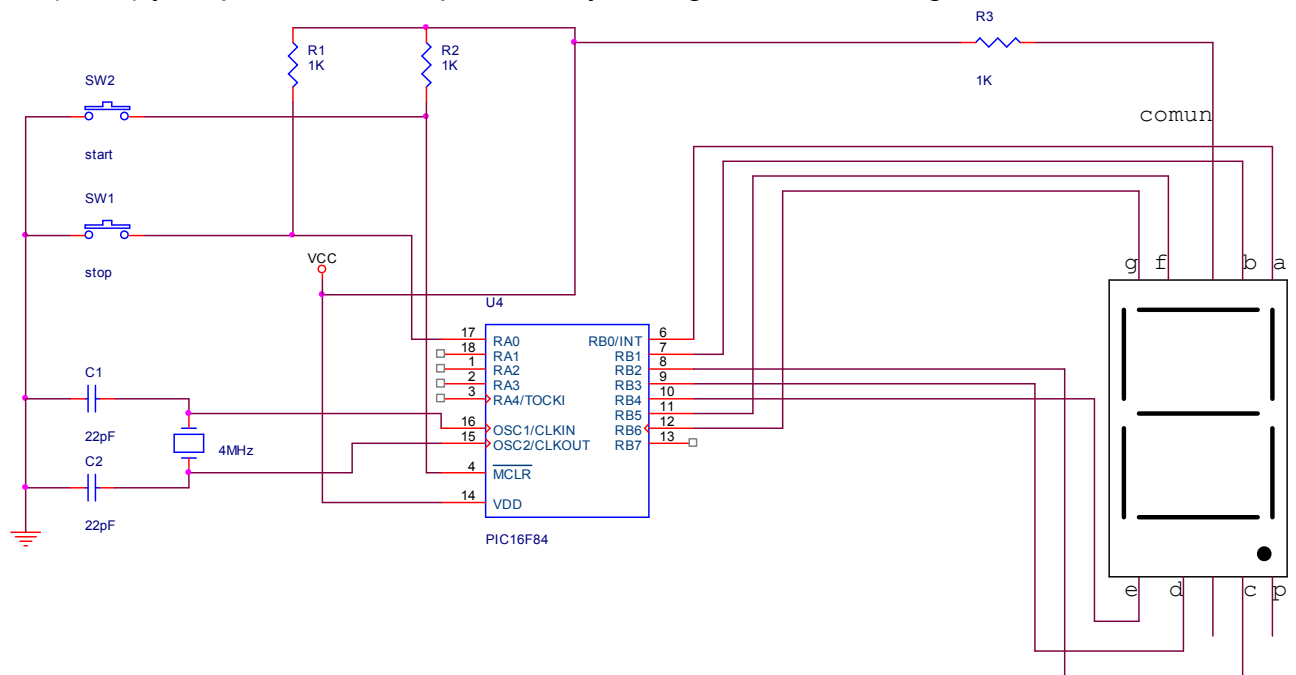 R3
1K
R1
1K
R2
1K
SW2
start
SW1
stop
comun
VCC
g f b a
U4
17 RA0
18 RA1
1 RA2
2 RA3
3 RA4/TOCKI
16 OSC1/CLKIN
15 OSC2/CLKOUT
4 MCLR
14 VDD
RB0/INT 6
RB1 7
RB2 8
RB3 9
RB4 10
RB5 11
RB6 12
RB7 13
PIC16F84
C1
22pF
4MHz
C2
22pF
e d c p